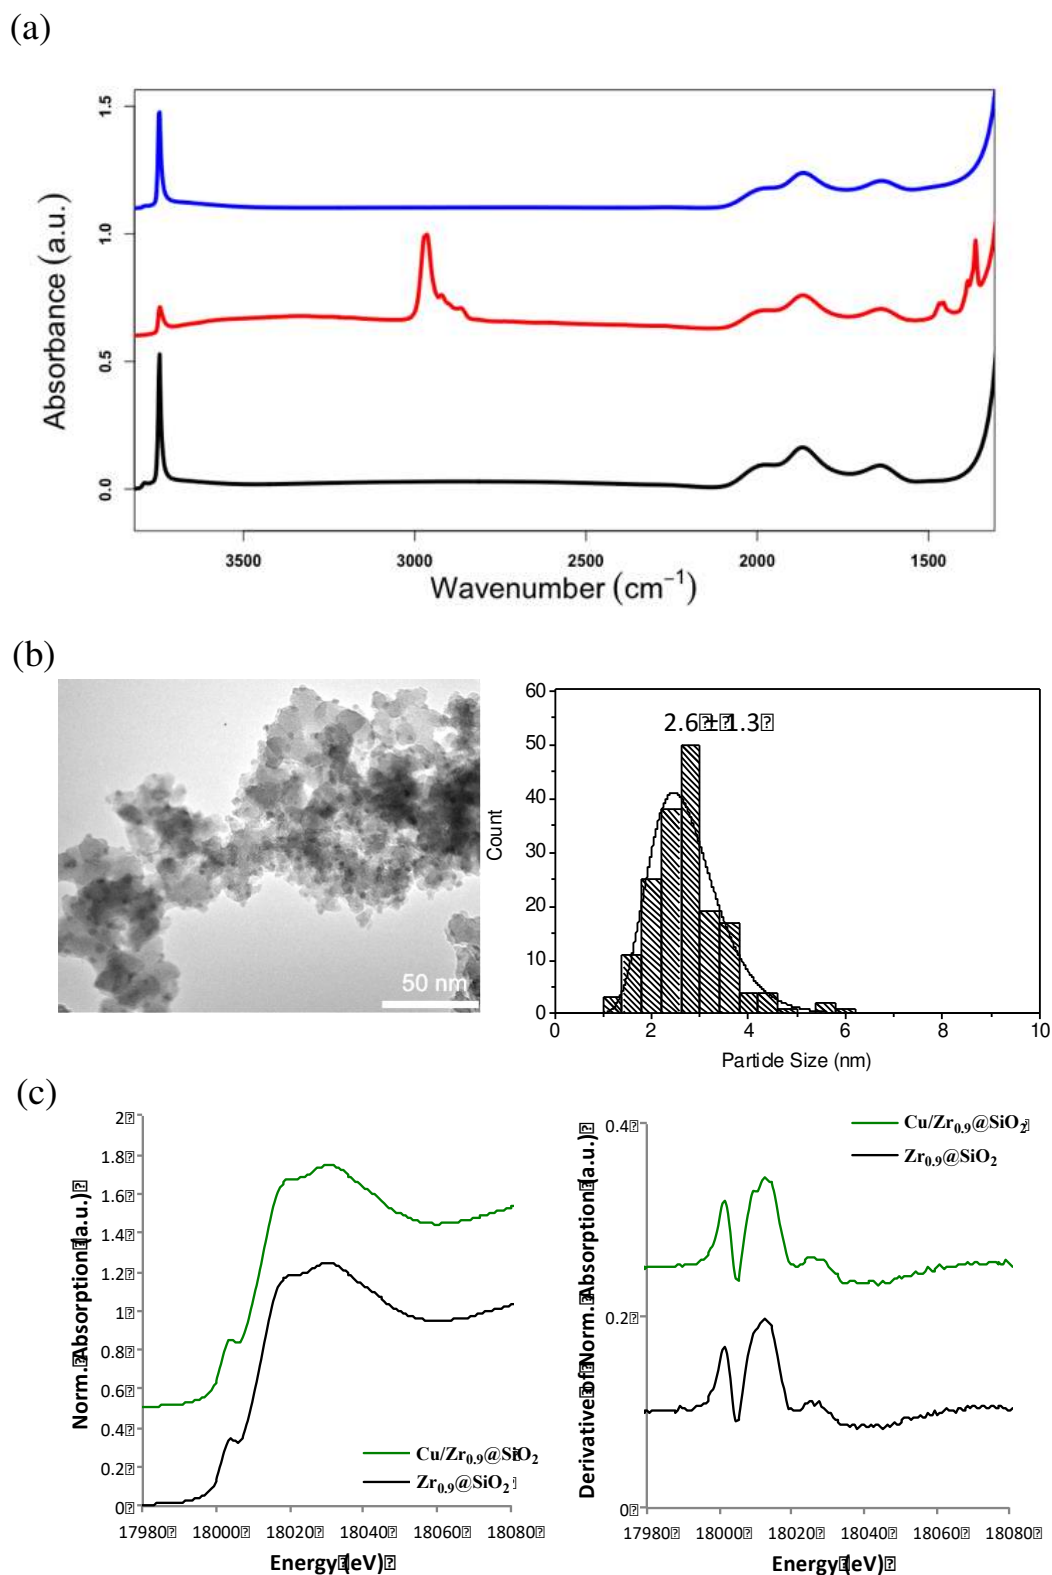 (a)
1.5
1.0
0.5
0.0
Absorbance (a.u.)
3500 3000 2500 2000 1500
Wavenumber (cm⁻¹)
(b)
50 nm
60
50
40
30
20
10
0
Count
2.6 ± 1.3
0 2 4 6 8 10
Particle Size (nm)
(c)
2
1.8
1.6
1.4
1.2
1
0.8
0.6
0.4
0.2
0
Norm. Absorption (a.u.)
Cu/Zr₀.₉@SiO₂
Zr₀.₉@SiO₂
17980 18000 18020 18040 18060 18080
Energy (eV)
0.4
0.2
0
Derivative of Norm. Absorption (a.u.)
Cu/Zr₀.₉@SiO₂
Zr₀.₉@SiO₂
17980 18000 18020 18040 18060 18080
Energy (eV)